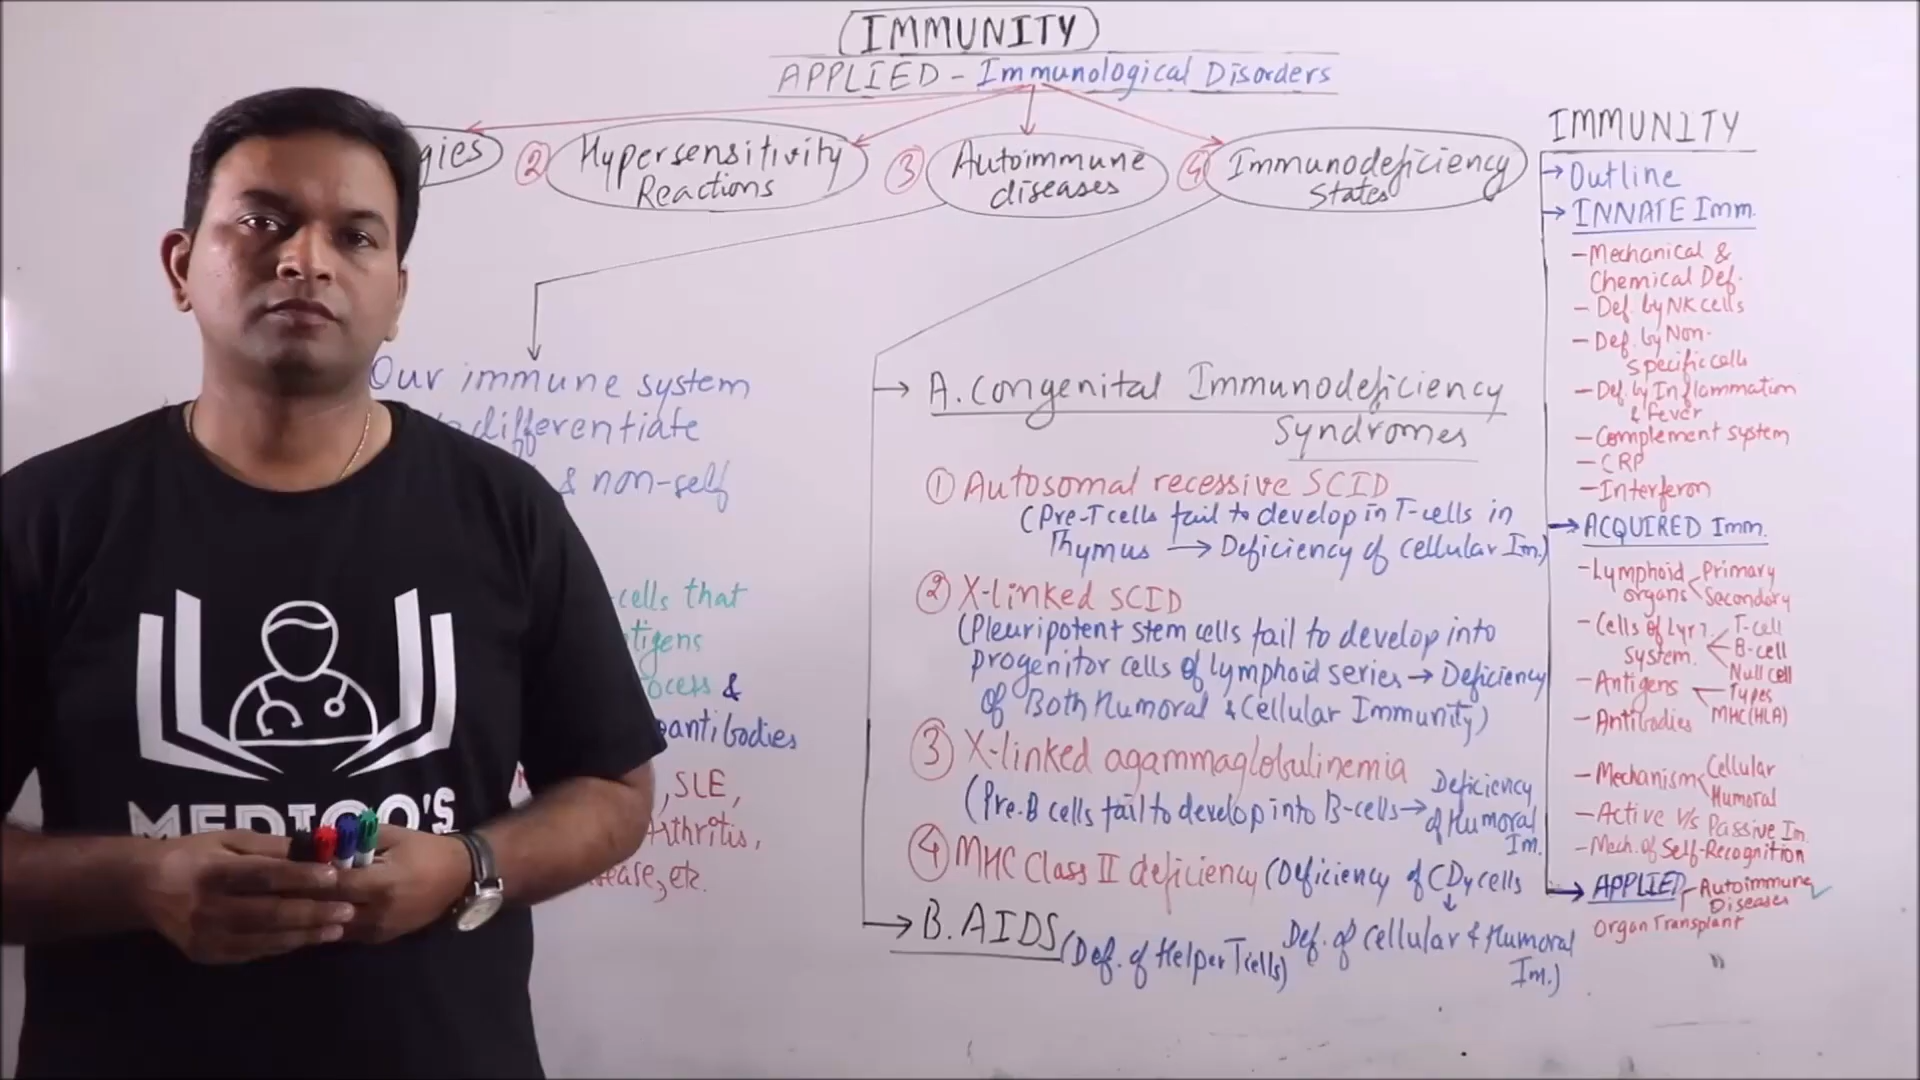 IMMUNITY
APPLIED - Immunological Disorders
gies
② Hypersensitivity
Reactions
③ Autoimmune
diseases
④ Immunodeficiency
States
Our immune system
differentiate
& non-self
cells that
tigens
ocess &
antibodies
, SLE,
Arthritis,
sease, etc.
A. Congenital Immunodeficiency
Syndromes
① Autosomal recessive SCID
(Pre-T cells fail to develop in T-cells in
Thymus → Deficiency of cellular Im.)
② X-linked SCID
(Pleuripotent stem cells fail to develop into
progenitor cells of lymphoid series → Deficiency
of Both Humoral & Cellular Immunity)
③ X-linked agammaglobulinemia
(Pre-B cells fail to develop into B-cells → Deficiency
of Humoral
Im.
④ MHC Class II deficiency (Deficiency of CD4 cells
↓
Def. of Cellular & Humoral
Im.)
B. AIDS (Def. of Helper T cells)
IMMUNITY
→ Outline
→ INNATE Imm.
- Mechanical &
Chemical Def.
- Def. by NK cells
- Def. by Non-
specific cells
- Def. by Inflammation
& Fever
- Complement system
- CRP
- Interferon
→ ACQUIRED Imm.
- Lymphoid organs < Primary
Secondary
- Cells of Lym. system < T-cell
B-cell
Null cell
- Antigens < Types
MHC (HLA)
- Antibodies
- Mechanism < Cellular
Humoral
- Active V/s Passive Im.
- Mech. of Self-Recognition
→ APPLIED - Autoimmune
Diseases
Organ Transplant
MEDICO'S